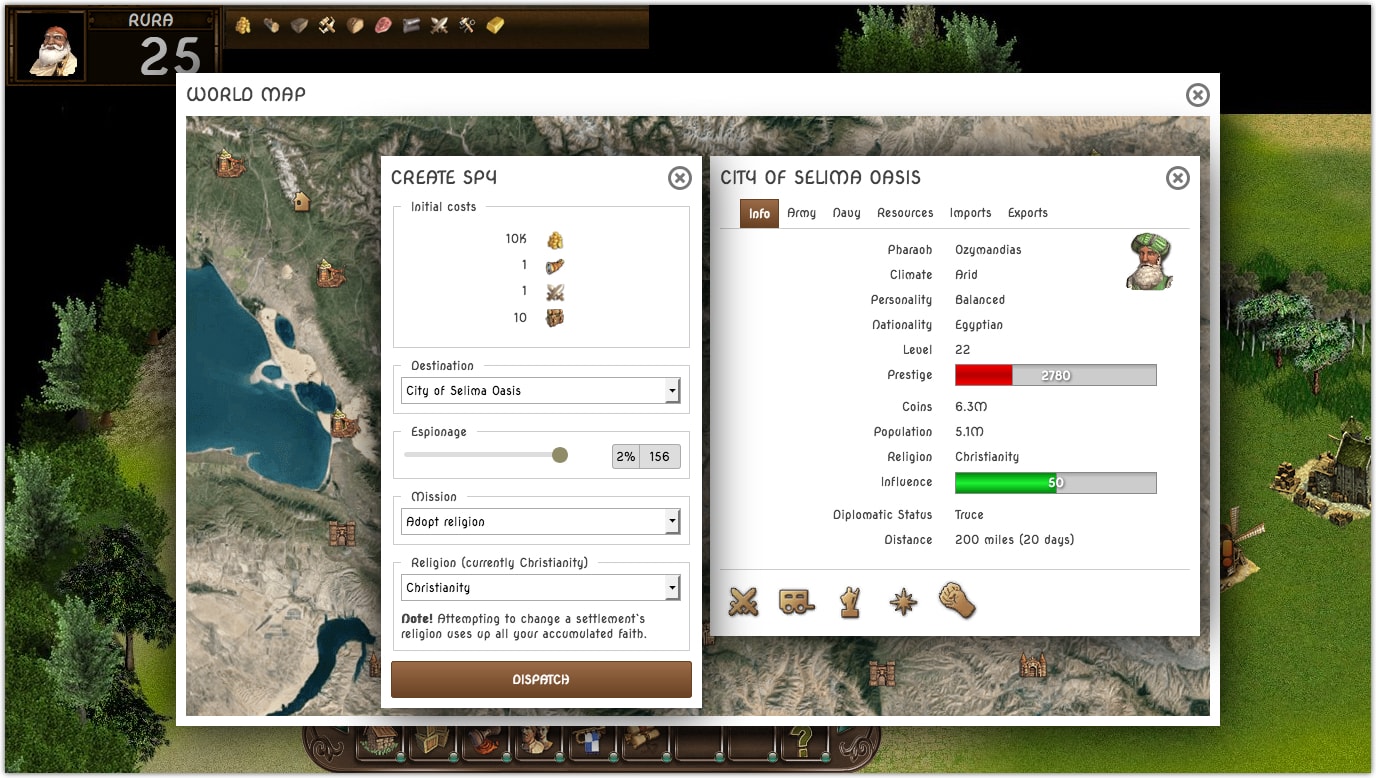 RURA
25
WORLD MAP
CREATE SPY
Initial costs
10K
1
1
10
Destination
City of Selima Oasis
Espionage
2% 156
Mission
Adopt religion
Religion (currently Christianity)
Christianity
Note! Attempting to change a settlement's
religion uses up all your accumulated faith.
DISPATCH
CITY OF SELIMA OASIS
Info Army Navy Resources Imports Exports
Pharaoh Ozymandias
Climate Arid
Personality Balanced
Nationality Egyptian
Level 22
Prestige 2780
Coins 6.3M
Population 5.1M
Religion Christianity
Influence 50
Diplomatic Status Truce
Distance 200 miles (20 days)
?